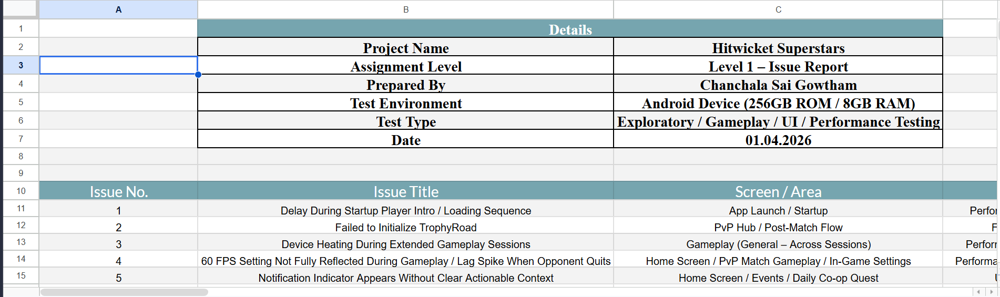 A B C
1 Details
2 Project Name Hitwicket Superstars
3 Assignment Level Level 1 – Issue Report
4 Prepared By Chanchala Sai Gowtham
5 Test Environment Android Device (256GB ROM / 8GB RAM)
6 Test Type Exploratory / Gameplay / UI / Performance Testing
7 Date 01.04.2026
8
9
10 Issue No. Issue Title Screen / Area
11 1 Delay During Startup Player Intro / Loading Sequence App Launch / Startup Perfor
12 2 Failed to Initialize TrophyRoad PvP Hub / Post-Match Flow F
13 3 Device Heating During Extended Gameplay Sessions Gameplay (General – Across Sessions) Perfor
14 4 60 FPS Setting Not Fully Reflected During Gameplay / Lag Spike When Opponent Quits Home Screen / PvP Match Gameplay / In-Game Settings Performa
15 5 Notification Indicator Appears Without Clear Actionable Context Home Screen / Events / Daily Co-op Quest